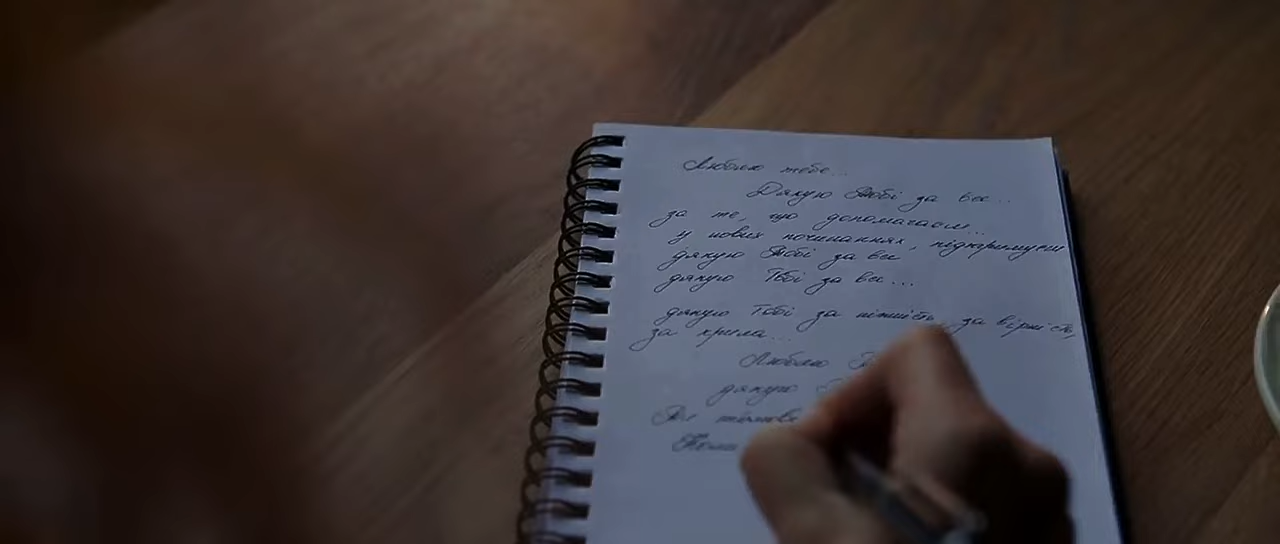 Люблю тебе...
Дякую Тобі за все...
за те, що допомагаєш...
у нових починаннях, підтримуєш
дякую Тобі за все
дякую Тобі за все...
дякую Тобі за ніжність, за вірність,
за крила...
Люблю
дякую